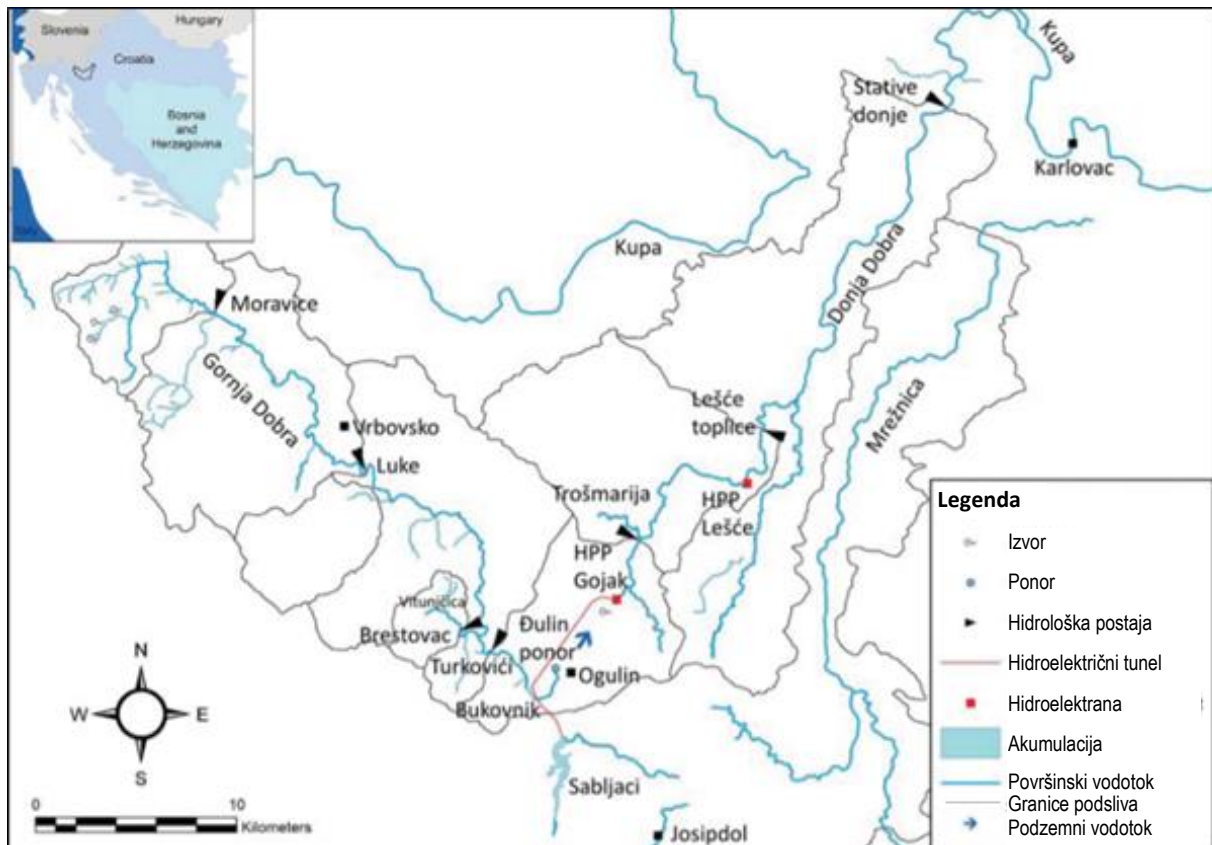 Slovenia
Hungary
Croatia
Bosnia
and
Herzegovina
Kupa
Stative
donje
Karlovac
Kupa
Donja Dobra
Moravice
Gornja Dobra
Mrežnica
Vrbovsko
Luke
Lešće
toplice
Trošmarija
HPP
Lešće
HPP
Gojak
Vitunjčica
Brestovac
Đulin
ponor
Turkovići
Ogulin
Bukovnik
Sabljaci
Josipdol
N
W
E
S
0
10
Kilometers
Legenda
Izvor
Ponor
Hidrološka postaja
Hidroelektrični tunel
Hidroelektrana
Akumulacija
Površinski vodotok
Granice podsliva
Podzemni vodotok